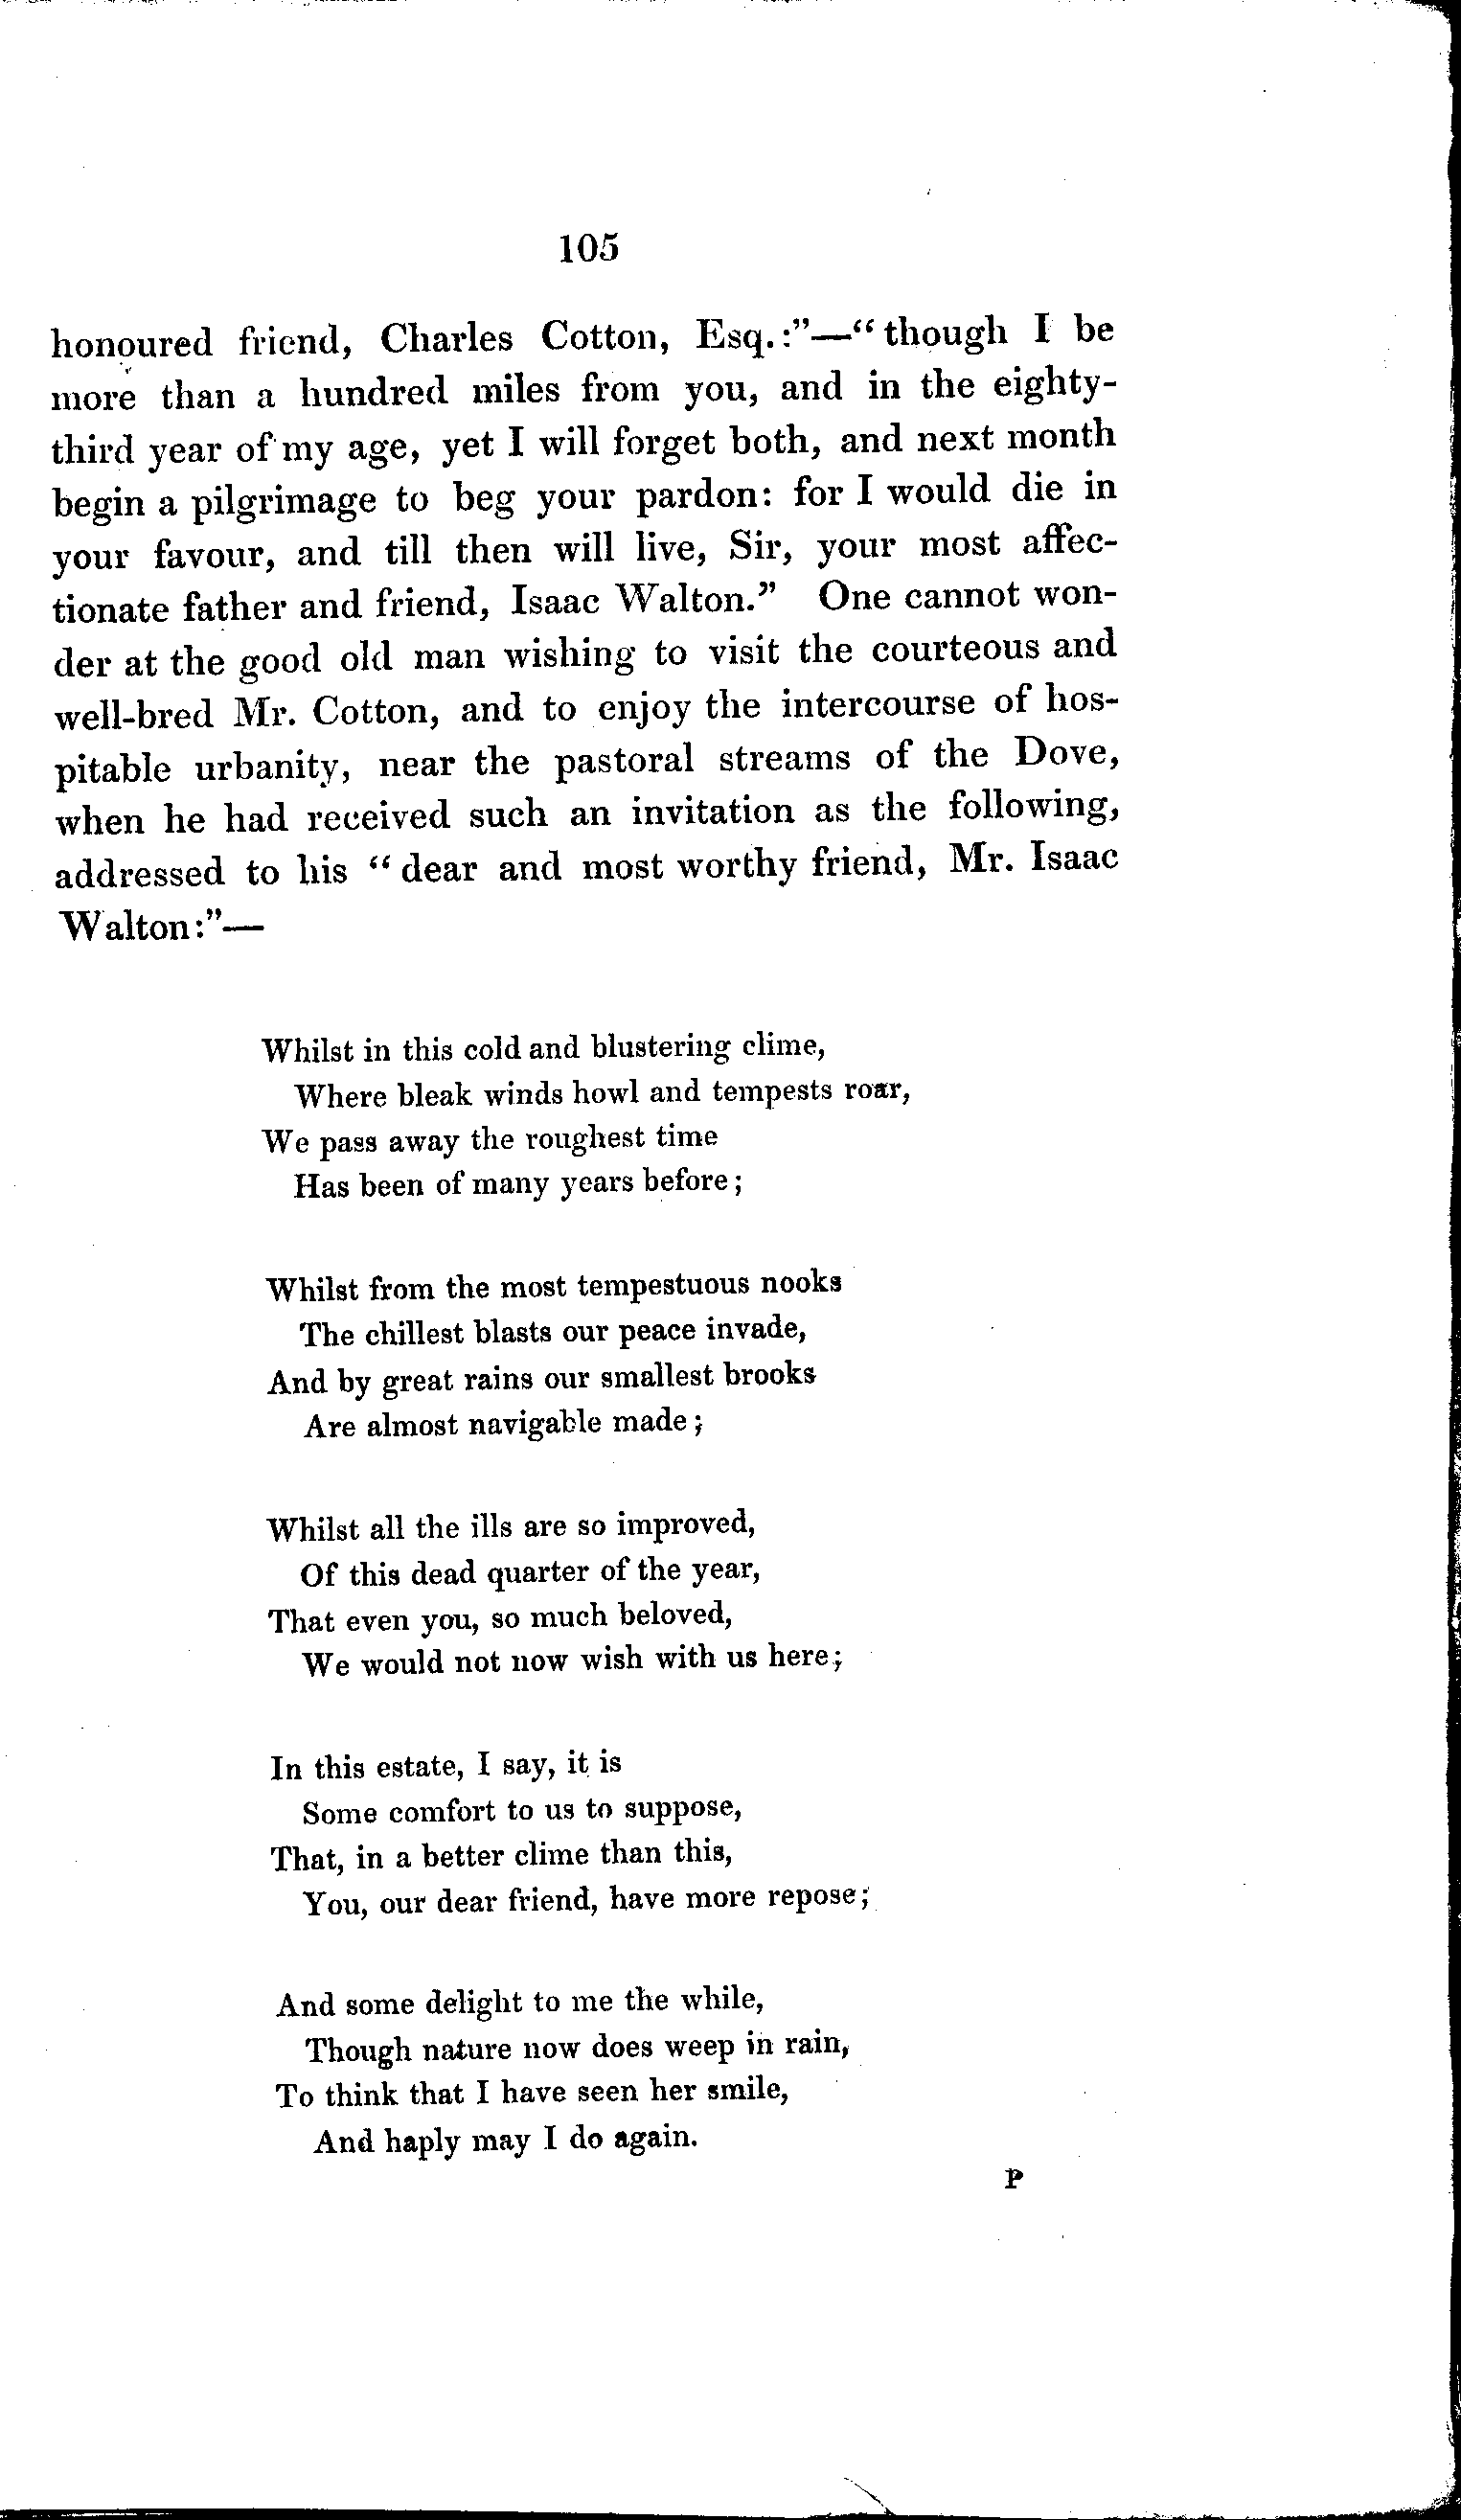 105
honoured friend, Charles Cotton, Esq.:”—“though I be
more than a hundred miles from you, and in the eighty-
third year of my age, yet I will forget both, and next month
begin a pilgrimage to beg your pardon: for I would die in
your favour, and till then will live, Sir, your most affec-
tionate father and friend, Isaac Walton.” One cannot won-
der at the good old man wishing to visit the courteous and
well-bred Mr. Cotton, and to enjoy the intercourse of hos-
pitable urbanity, near the pastoral streams of the Dove,
when he had received such an invitation as the following,
addressed to his “dear and most worthy friend, Mr. Isaac
Walton:”—
Whilst in this cold and blustering clime,
Where bleak winds howl and tempests roar,
We pass away the roughest time
Has been of many years before;
Whilst from the most tempestuous nooks
The chillest blasts our peace invade,
And by great rains our smallest brooks
Are almost navigable made;
Whilst all the ills are so improved,
Of this dead quarter of the year,
That even you, so much beloved,
We would not now wish with us here;
In this estate, I say, it is
Some comfort to us to suppose,
That, in a better clime than this,
You, our dear friend, have more repose;
And some delight to me the while,
Though nature now does weep in rain,
To think that I have seen her smile,
And haply may I do again.
P